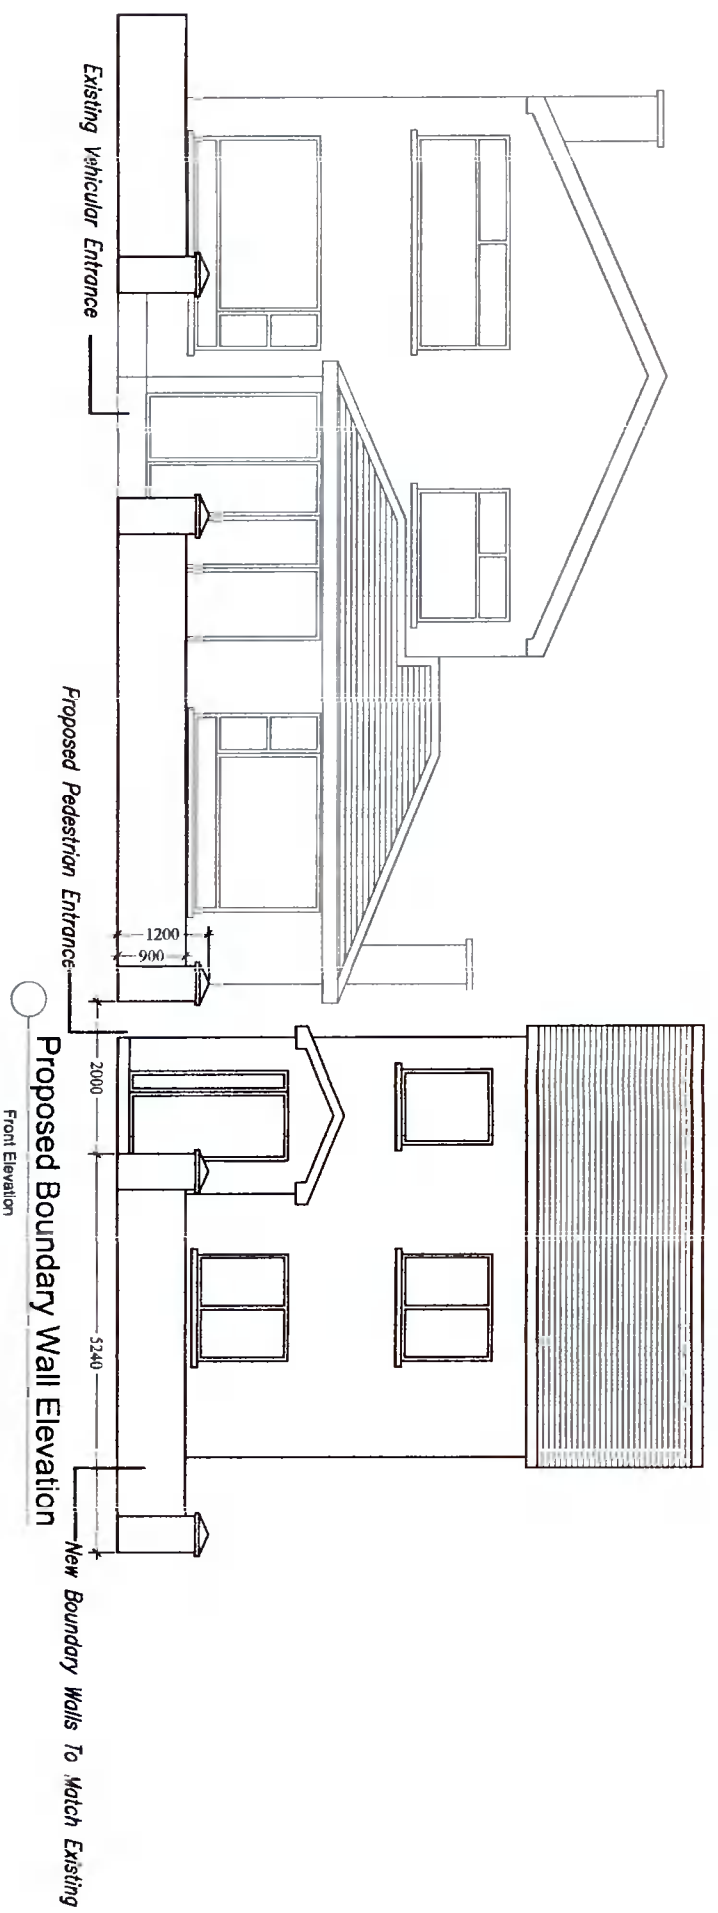 Existing Vehicular Entrance
Proposed Pedestrian Entrance
1200
900
2000
5240
New Boundary Walls To Match Existing
Proposed Boundary Wall Elevation
Front Elevation